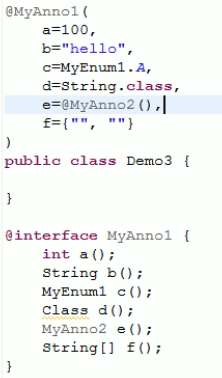 @MyAnno1(
a=100,
b="hello",
c=MyEnum1.A,
d=String.class,
e=@MyAnno2(),
f={"", ""}
)
public class Demo3 {
}
@interface MyAnno1 {
int a();
String b();
MyEnum1 c();
Class d();
MyAnno2 e();
String[] f();
}